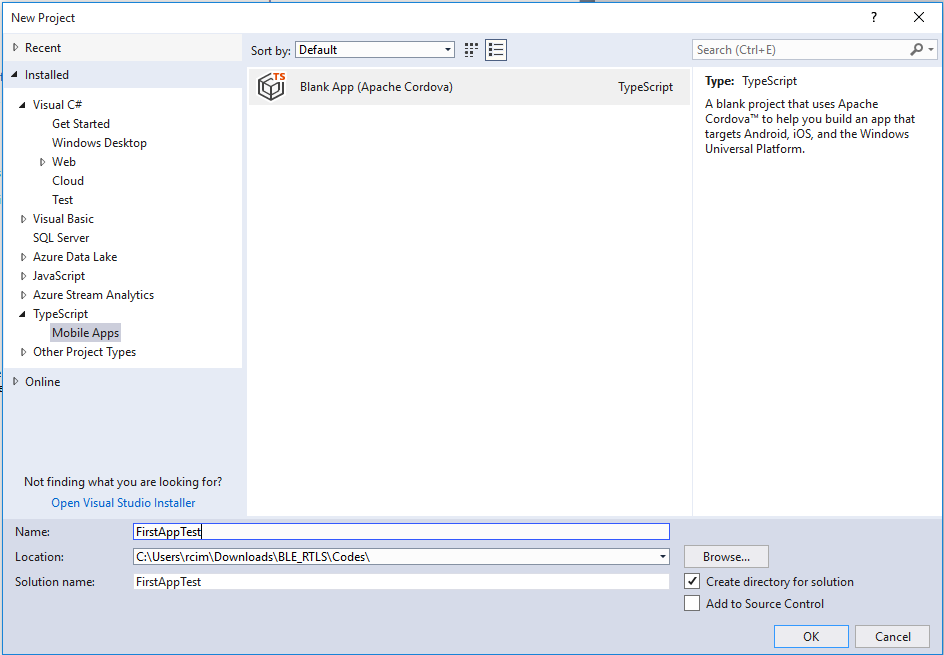 New Project
?
Recent
Installed
Visual C#
Get Started
Windows Desktop
Web
Cloud
Test
Visual Basic
SQL Server
Azure Data Lake
JavaScript
Azure Stream Analytics
TypeScript
Mobile Apps
Other Project Types
Online
Not finding what you are looking for?
Open Visual Studio Installer
Sort by: Default
TS
Blank App (Apache Cordova) TypeScript
Search (Ctrl+E)
Type: TypeScript
A blank project that uses Apache
Cordova™ to help you build an app that
targets Android, iOS, and the Windows
Universal Platform.
Name: FirstAppTest
Location: C:\Users\rcim\Downloads\BLE_RTLS\Codes\ Browse...
Solution name: FirstAppTest
Create directory for solution
Add to Source Control
OK Cancel